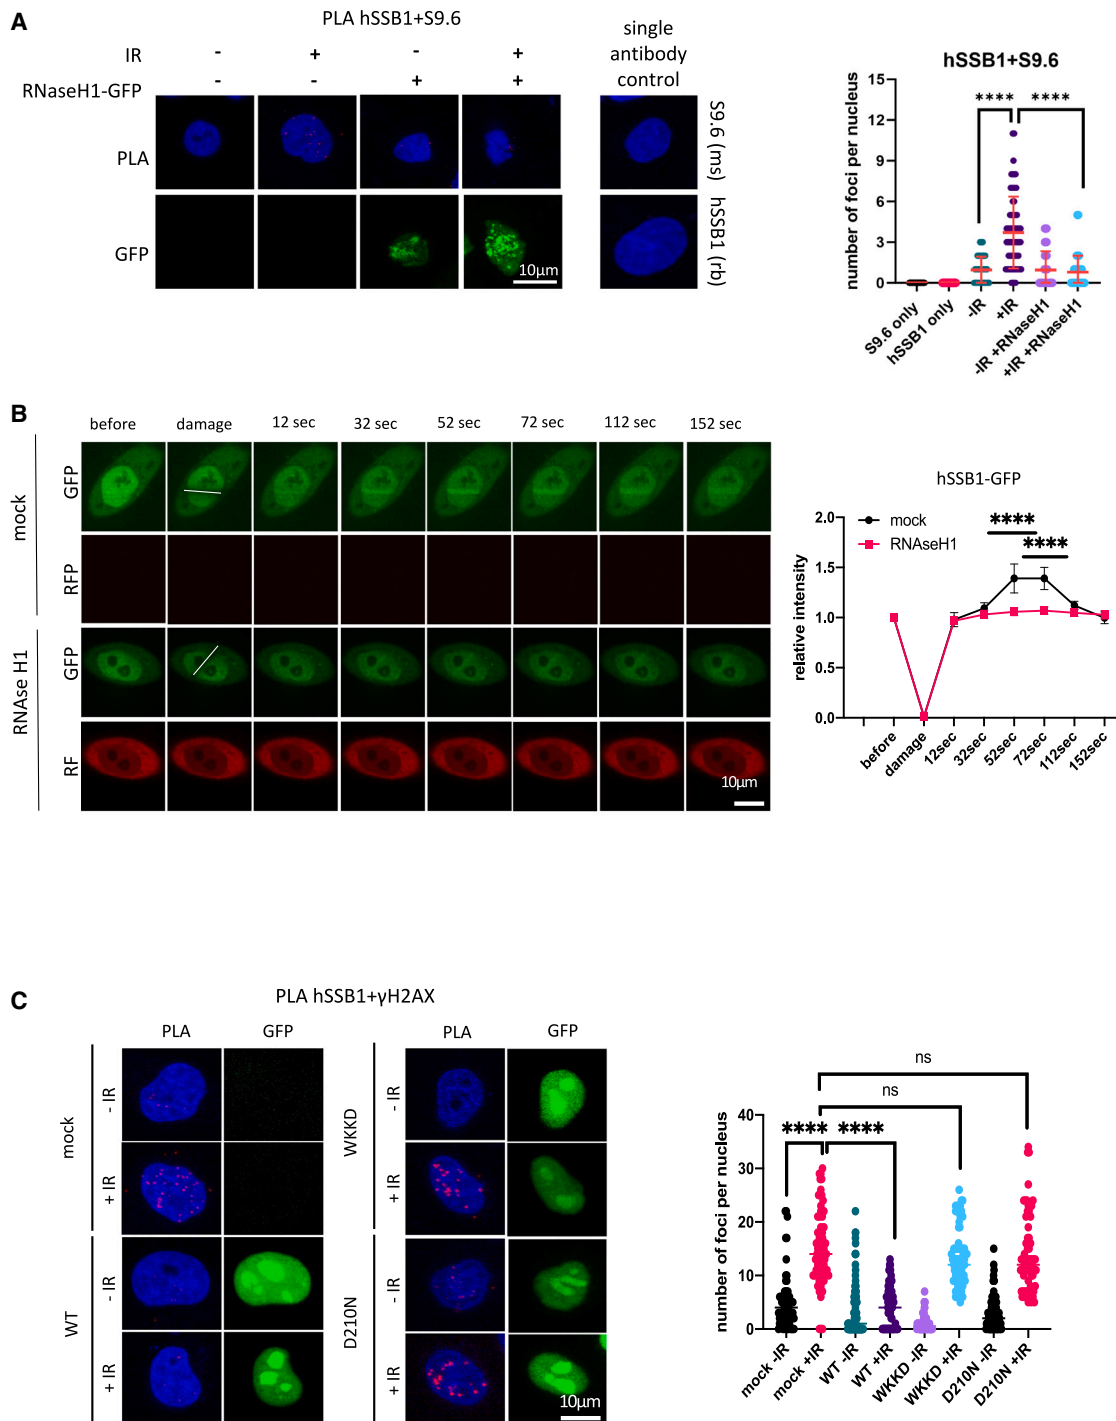 A
PLA hSSB1+S9.6
IR - + - +
RNaseH1-GFP - - + +
single
antibody
control
PLA
GFP
S9.6 (ms)
hSSB1 (rb)
10µm
hSSB1+S9.6
number of foci per nucleus
15
12
9
6
3
0
**** ****
S9.6 only
hSSB1 only
-IR
+IR
-IR +RNaseH1
+IR +RNaseH1
B
before damage 12 sec 32 sec 52 sec 72 sec 112 sec 152 sec
mock
GFP
RFP
RNAse H1
GFP
RF
10µm
hSSB1-GFP
relative intensity
2.0
1.5
1.0
0.5
0.0
mock
RNAseH1
****
****
before
damage
12sec
32sec
52sec
72sec
112sec
152sec
C
PLA hSSB1+γH2AX
PLA GFP
mock
- IR
+ IR
WT
- IR
+ IR
PLA GFP
WKKD
- IR
+ IR
D210N
- IR
+ IR
10µm
number of foci per nucleus
40
30
20
10
0
ns
ns
**** ****
mock -IR
mock +IR
WT -IR
WT +IR
WKKD -IR
WKKD +IR
D210N -IR
D210N +IR